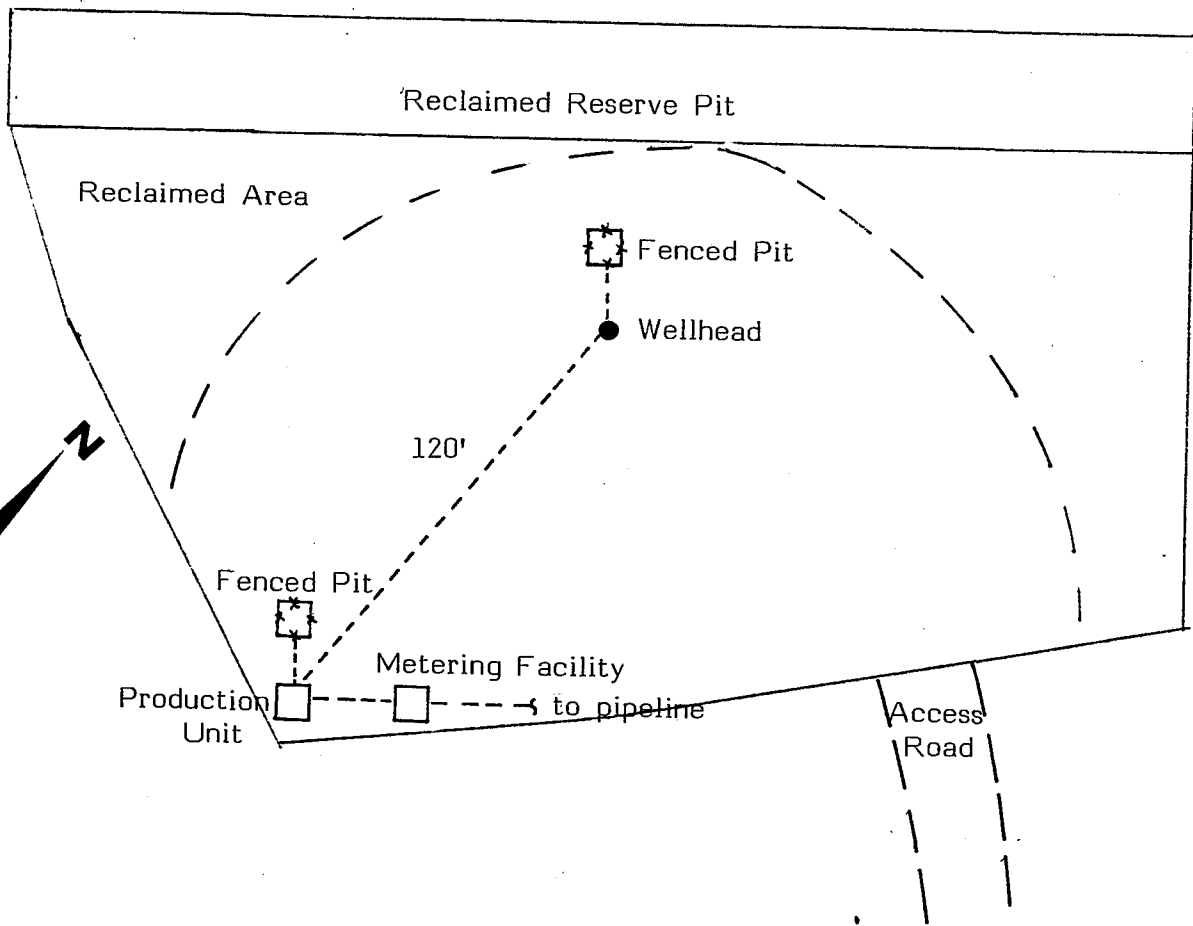 Reclaimed Reserve Pit
Reclaimed Area
Fenced Pit
Wellhead
N
120'
Fenced Pit
Metering Facility
Production
Unit
to pipeline
Access
Road